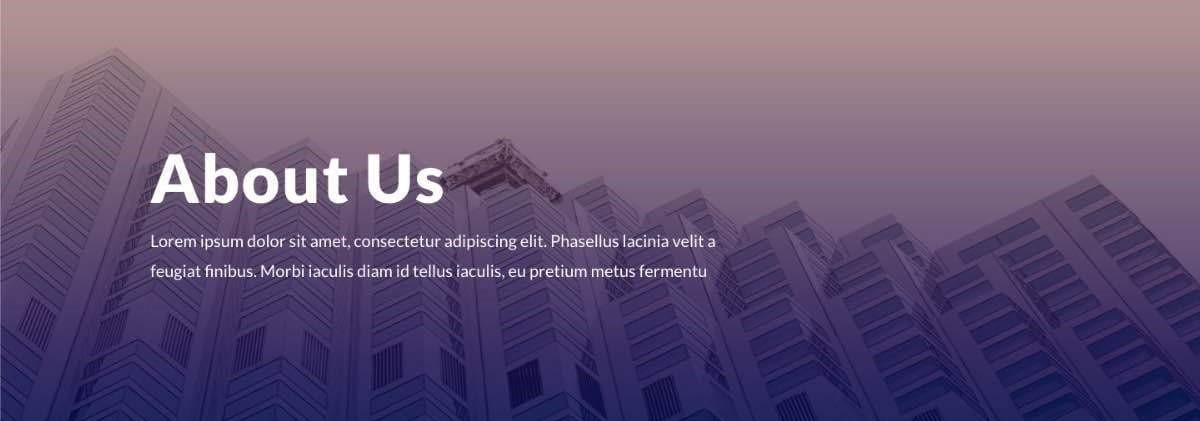 About Us
Lorem ipsum dolor sit amet, consectetur adipiscing elit. Phasellus lacinia velit a
feugiat finibus. Morbi iaculis diam id tellus iaculis, eu pretium metus fermentu